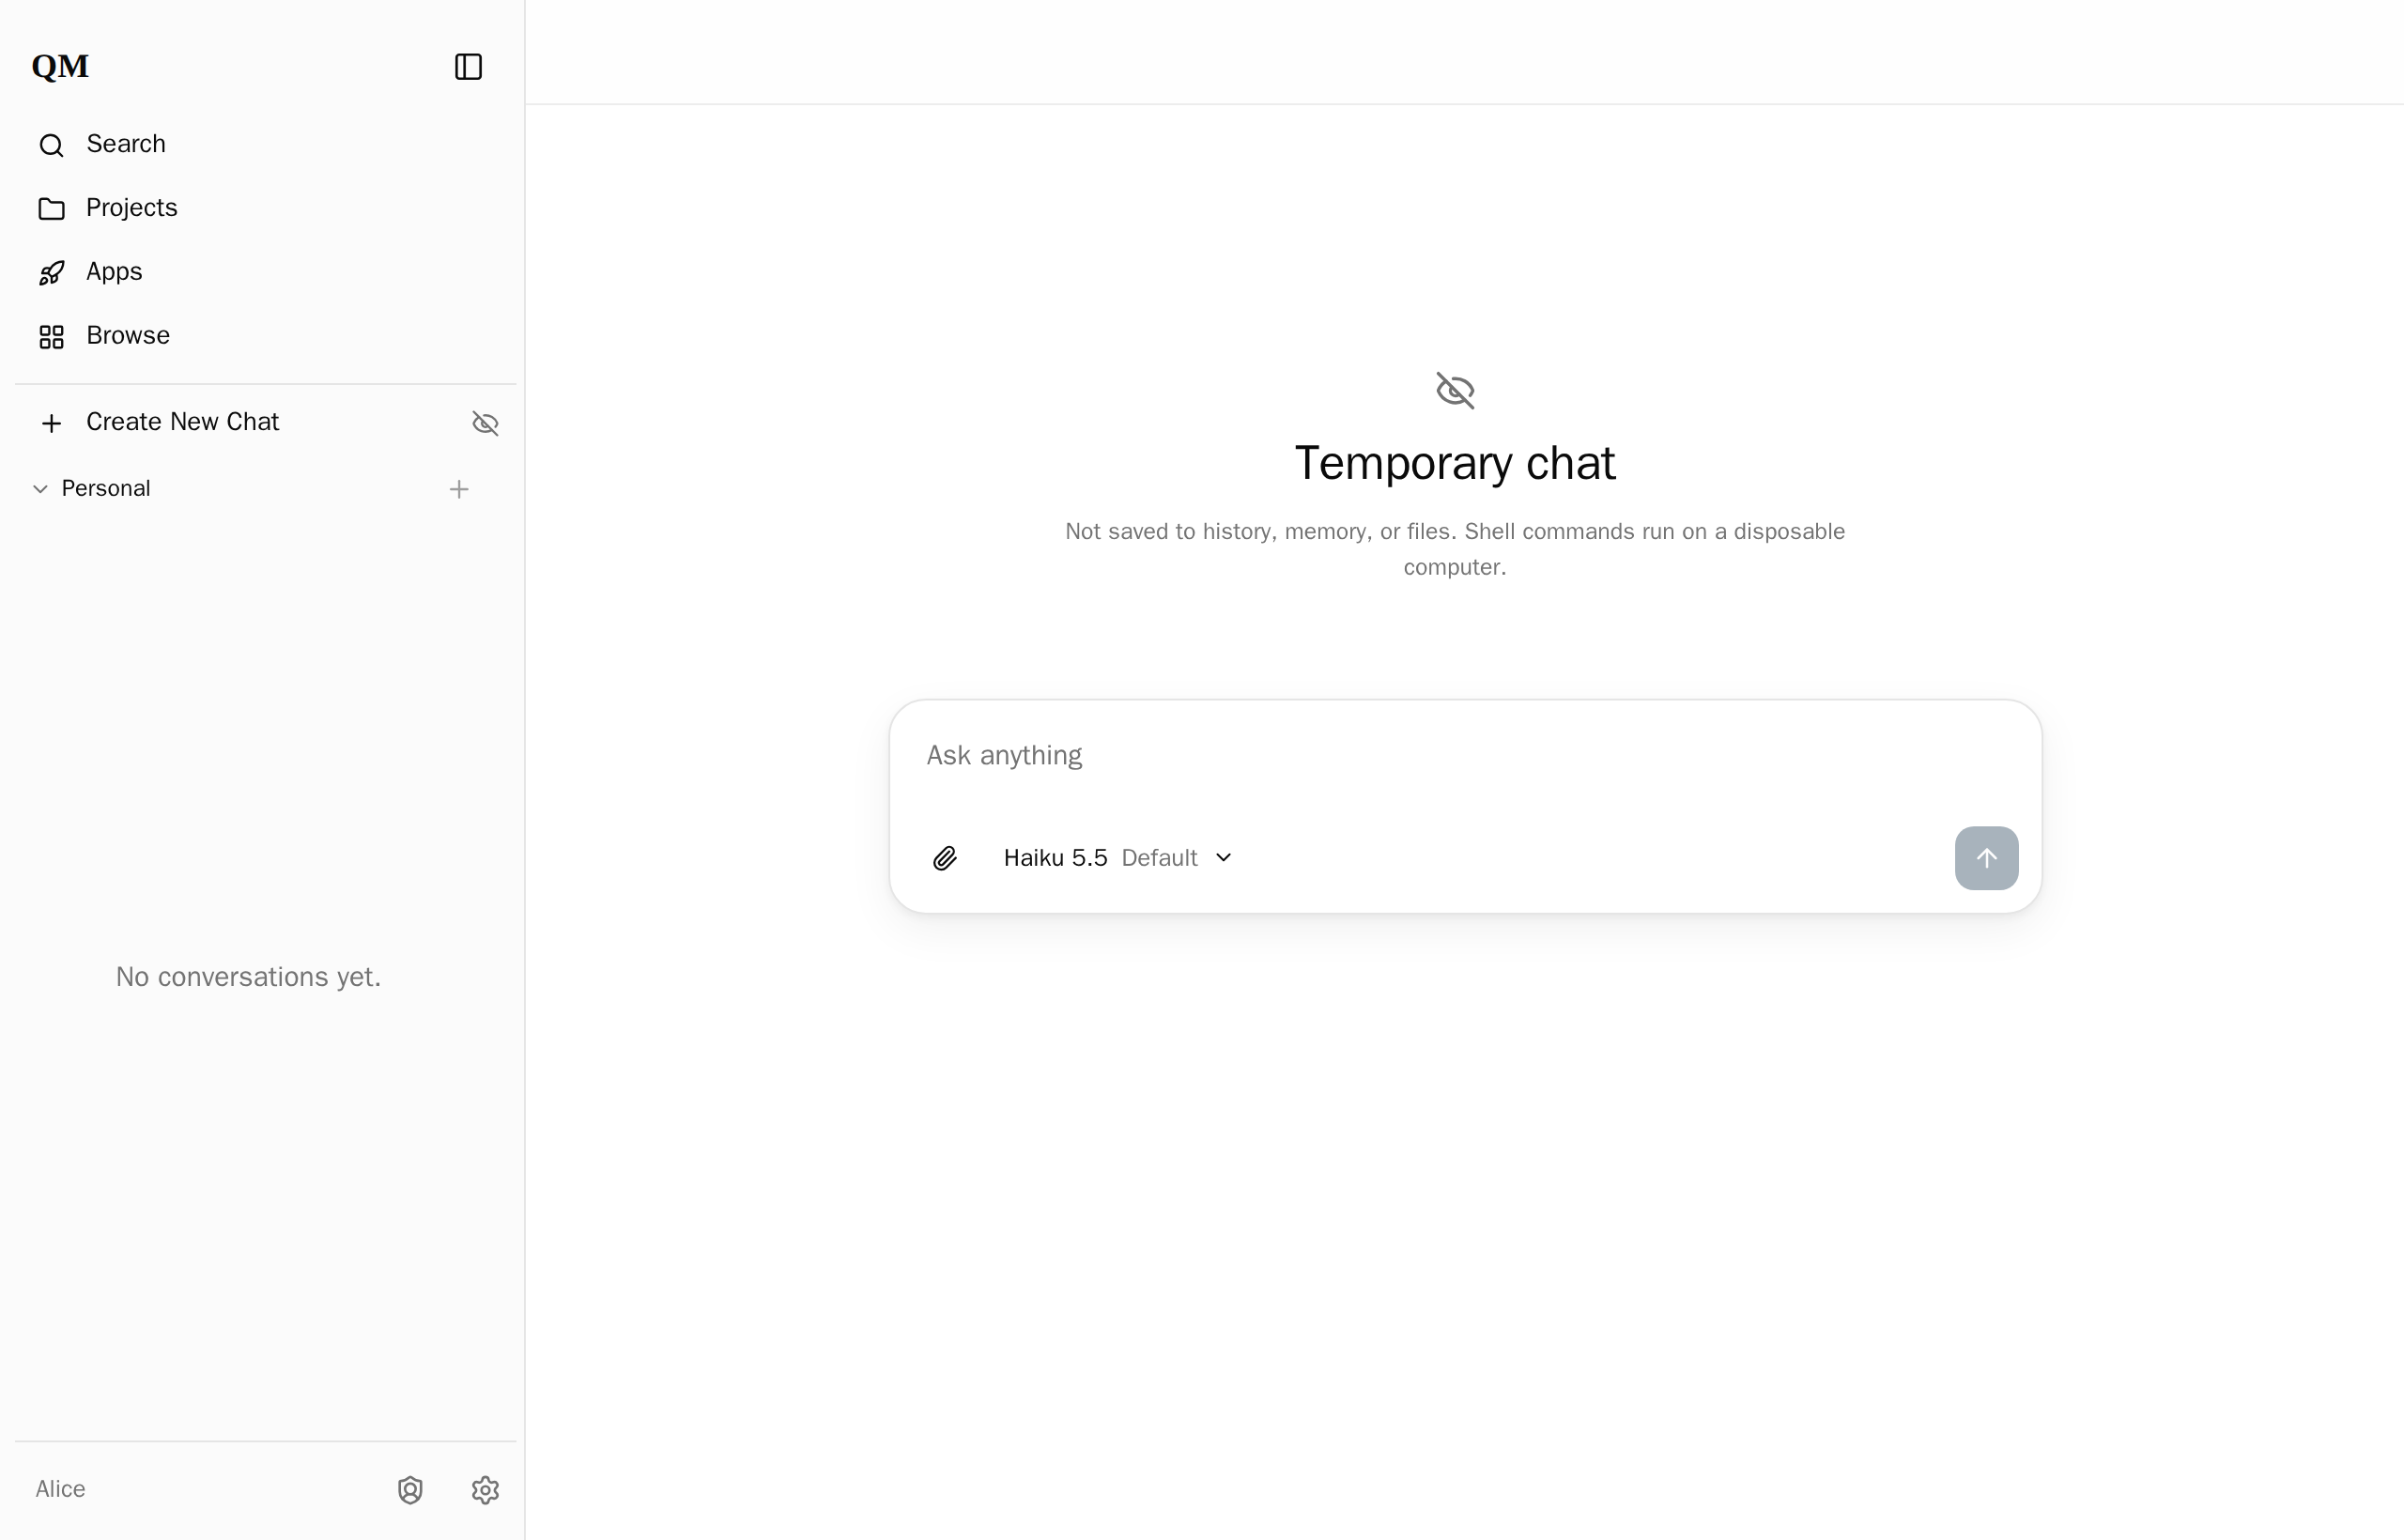 QM
Search
Projects
Apps
Browse
Create New Chat
Personal
No conversations yet.
Alice
Temporary chat
Not saved to history, memory, or files. Shell commands run on a disposable
computer.
Ask anything
Haiku 5.5 Default